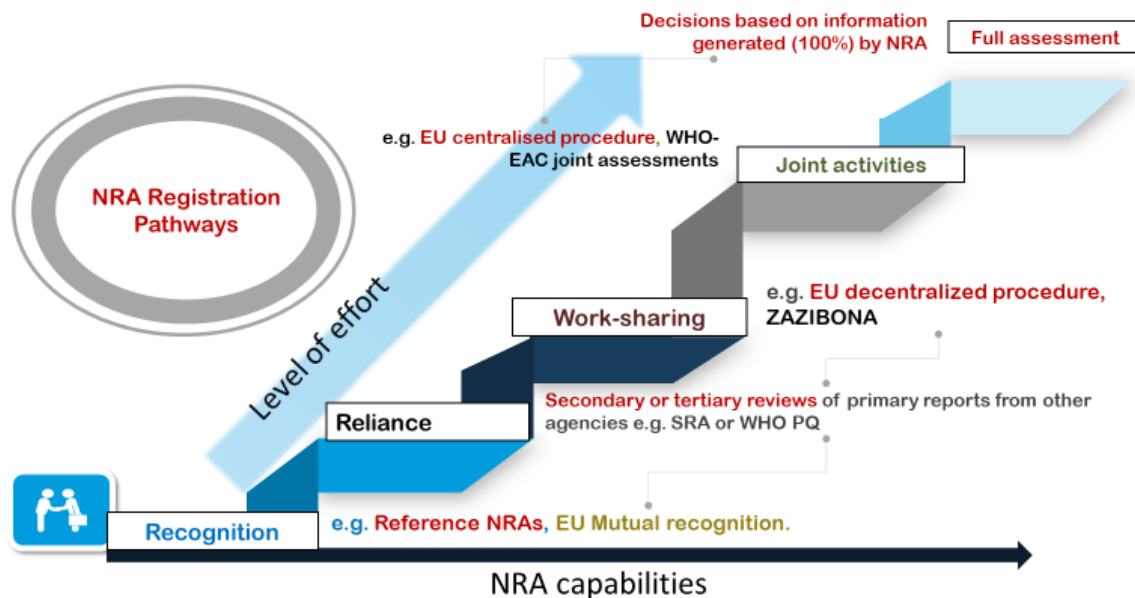 Decisions based on information
generated (100%) by NRA
Full assessment
e.g. EU centralised procedure, WHO-
EAC joint assessments
Joint activities
NRA Registration
Pathways
Level of effort
e.g. EU decentralized procedure,
ZAZIBONA
Work-sharing
Secondary or tertiary reviews of primary reports from other
agencies e.g. SRA or WHO PQ
Reliance
Recognition
e.g. Reference NRAs, EU Mutual recognition.
NRA capabilities